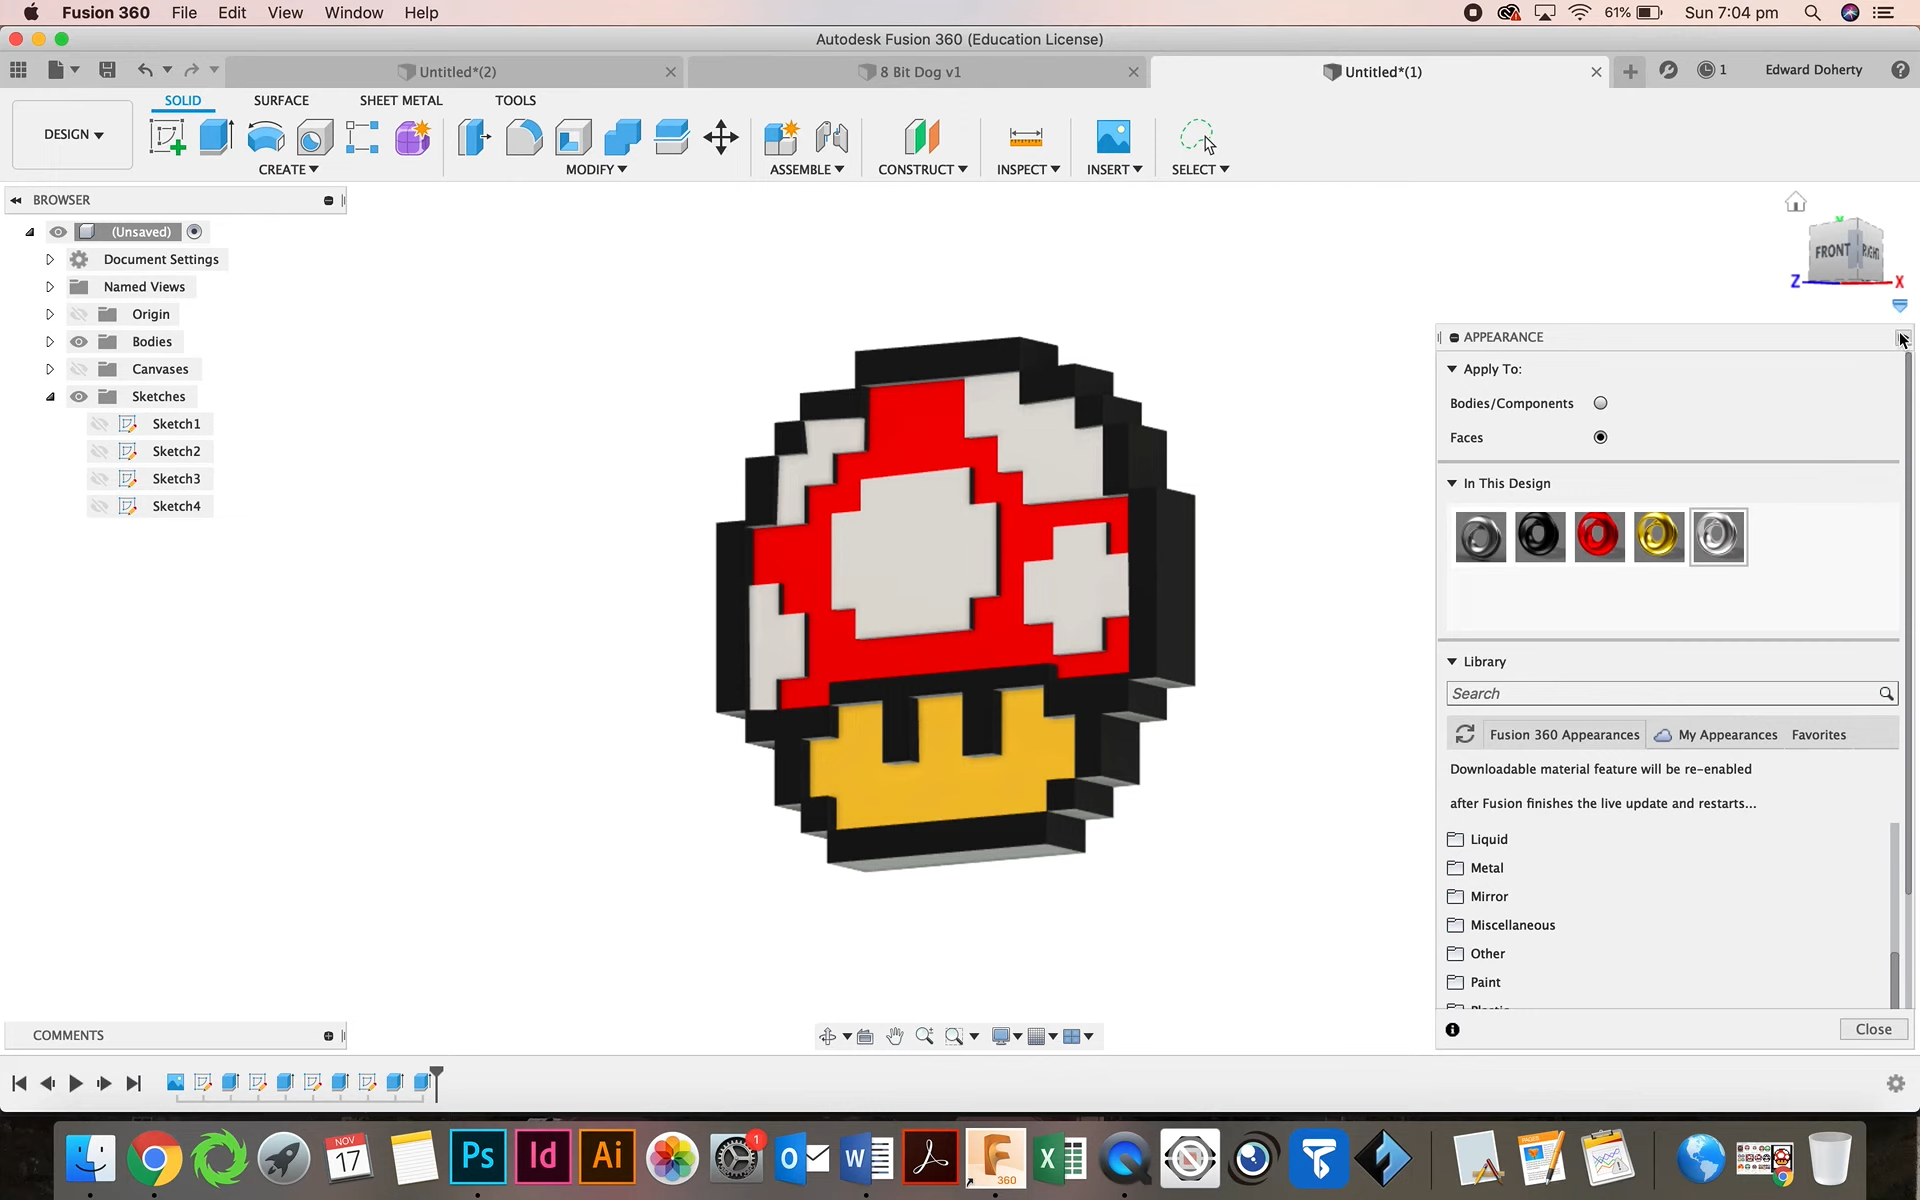 Fusion 360 File Edit View Window Help
61% Sun 7:04 pm
Autodesk Fusion 360 (Education License)
Untitled*(2)
8 Bit Dog v1
Untitled*(1)
1
Edward Doherty
DESIGN
SOLID SURFACE SHEET METAL TOOLS
CREATE MODIFY ASSEMBLE CONSTRUCT INSPECT INSERT SELECT
BROWSER
(Unsaved)
Document Settings
Named Views
Origin
Bodies
Canvases
Sketches
Sketch1
Sketch2
Sketch3
Sketch4
FRONT RIGHT
Z X
APPEARANCE
Apply To:
Bodies/Components
Faces
In This Design
Library
Search
Fusion 360 Appearances My Appearances Favorites
Downloadable material feature will be re-enabled
after Fusion finishes the live update and restarts...
Liquid
Metal
Mirror
Miscellaneous
Other
Paint
Close
COMMENTS
NOV
17
Ps Id Ai
1
360